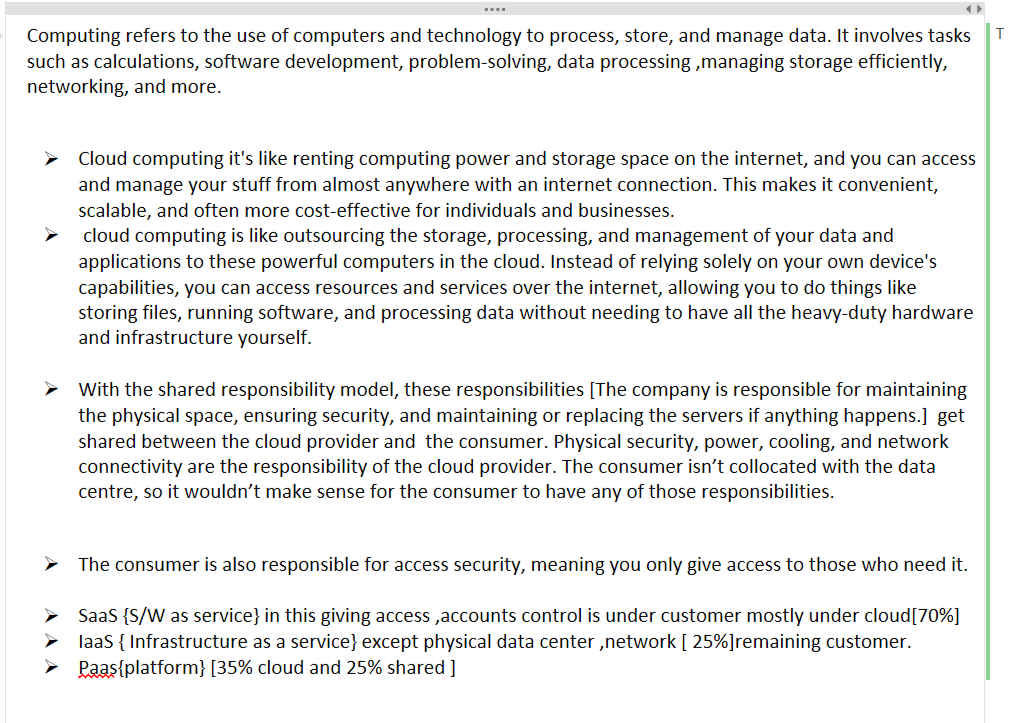 Computing refers to the use of computers and technology to process, store, and manage data. It involves tasks
such as calculations, software development, problem-solving, data processing ,managing storage efficiently,
networking, and more.
Cloud computing it's like renting computing power and storage space on the internet, and you can access
and manage your stuff from almost anywhere with an internet connection. This makes it convenient,
scalable, and often more cost-effective for individuals and businesses.
cloud computing is like outsourcing the storage, processing, and management of your data and
applications to these powerful computers in the cloud. Instead of relying solely on your own device's
capabilities, you can access resources and services over the internet, allowing you to do things like
storing files, running software, and processing data without needing to have all the heavy-duty hardware
and infrastructure yourself.
With the shared responsibility model, these responsibilities [The company is responsible for maintaining
the physical space, ensuring security, and maintaining or replacing the servers if anything happens.] get
shared between the cloud provider and the consumer. Physical security, power, cooling, and network
connectivity are the responsibility of the cloud provider. The consumer isn't collocated with the data
centre, so it wouldn't make sense for the consumer to have any of those responsibilities.
The consumer is also responsible for access security, meaning you only give access to those who need it.
SaaS {S/W as service} in this giving access ,accounts control is under customer mostly under cloud[70%]
IaaS { Infrastructure as a service} except physical data center ,network [ 25%]remaining customer.
Paas{platform} [35% cloud and 25% shared ]
T